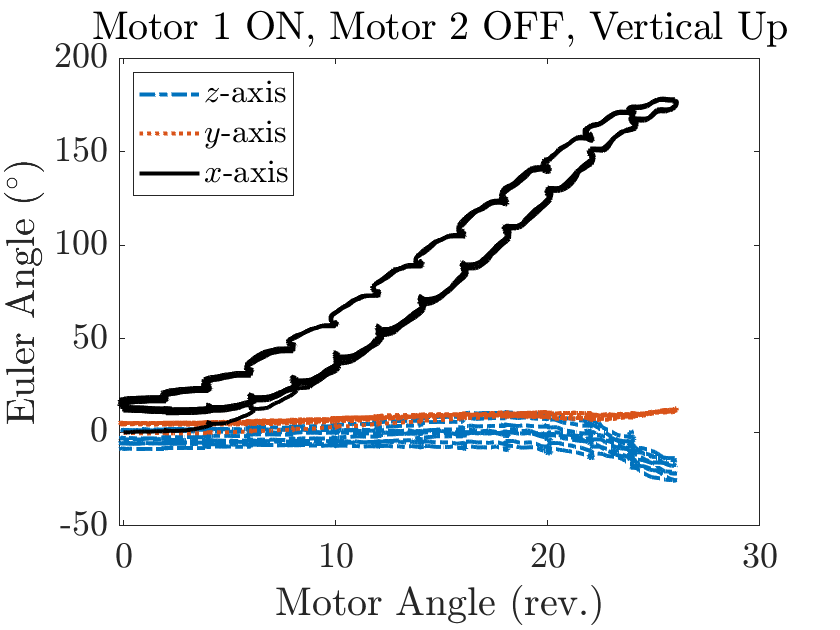 Motor 1 ON, Motor 2 OFF, Vertical Up
200
150
100
50
0
-50
Euler Angle (°)
z-axis
y-axis
x-axis
0 10 20 30
Motor Angle (rev.)